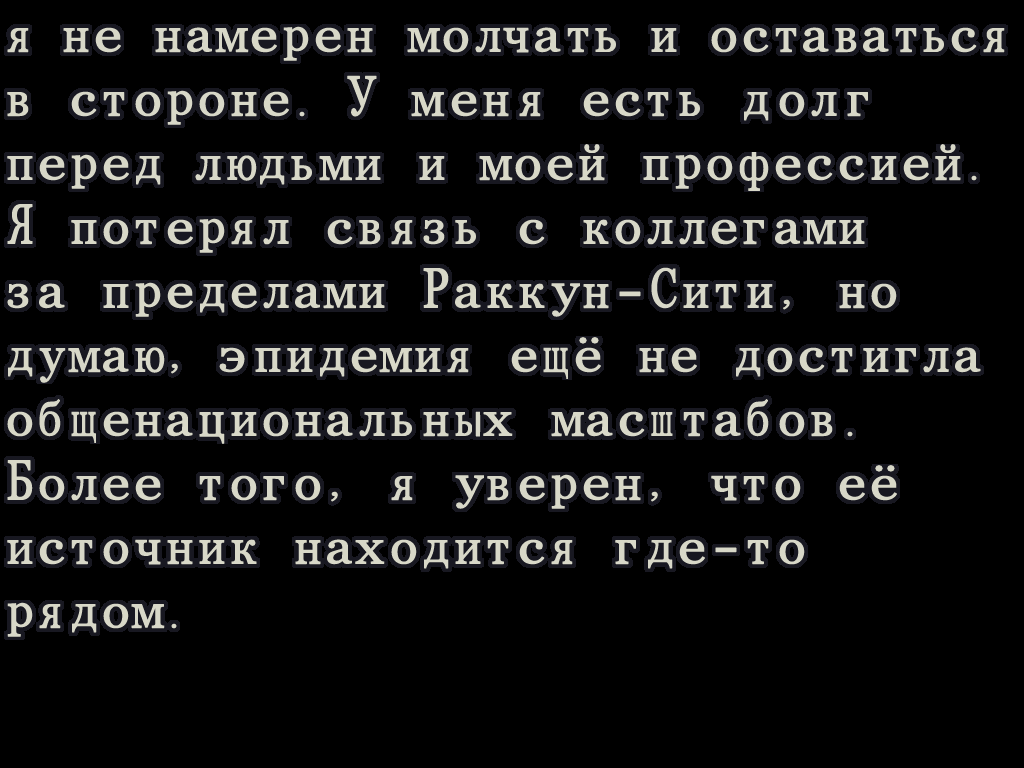 я не намерен молчать и оставаться
в стороне. У меня есть долг
перед людьми и моей профессией.
Я потерял связь с коллегами
за пределами Раккун-Сити, но
думаю, эпидемия ещё не достигла
общенациональных масштабов.
Более того, я уверен, что её
источник находится где-то
рядом.